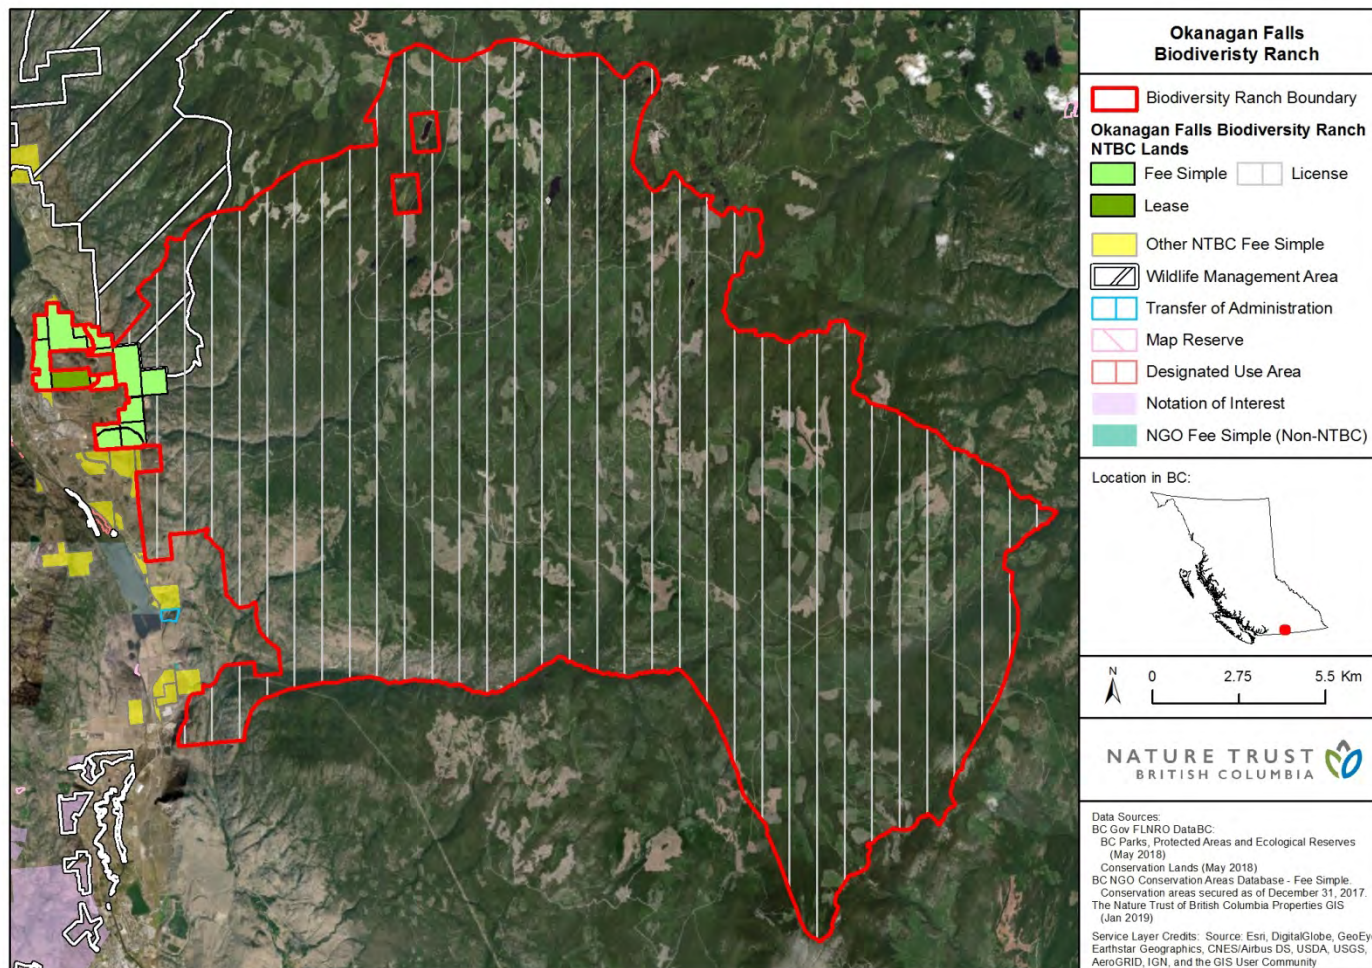 Okanagan Falls
Biodiveristy Ranch
Biodiversity Ranch Boundary
Okanagan Falls Biodiversity Ranch
NTBC Lands
Fee Simple License
Lease
Other NTBC Fee Simple
Wildlife Management Area
Transfer of Administration
Map Reserve
Designated Use Area
Notation of Interest
NGO Fee Simple (Non-NTBC)
Location in BC:
N
0 2.75 5.5 Km
NATURE TRUST
BRITISH COLUMBIA
Data Sources:
BC Gov FLNRO DataBC:
BC Parks, Protected Areas and Ecological Reserves
(May 2018)
Conservation Lands (May 2018)
BC NGO Conservation Areas Database - Fee Simple.
Conservation areas secured as of December 31, 2017.
The Nature Trust of British Columbia Properties GIS
(Jan 2019)
Service Layer Credits: Source: Esri, DigitalGlobe, GeoEye
Earthstar Geographics, CNES/Airbus DS, USDA, USGS,
AeroGRID, IGN, and the GIS User Community